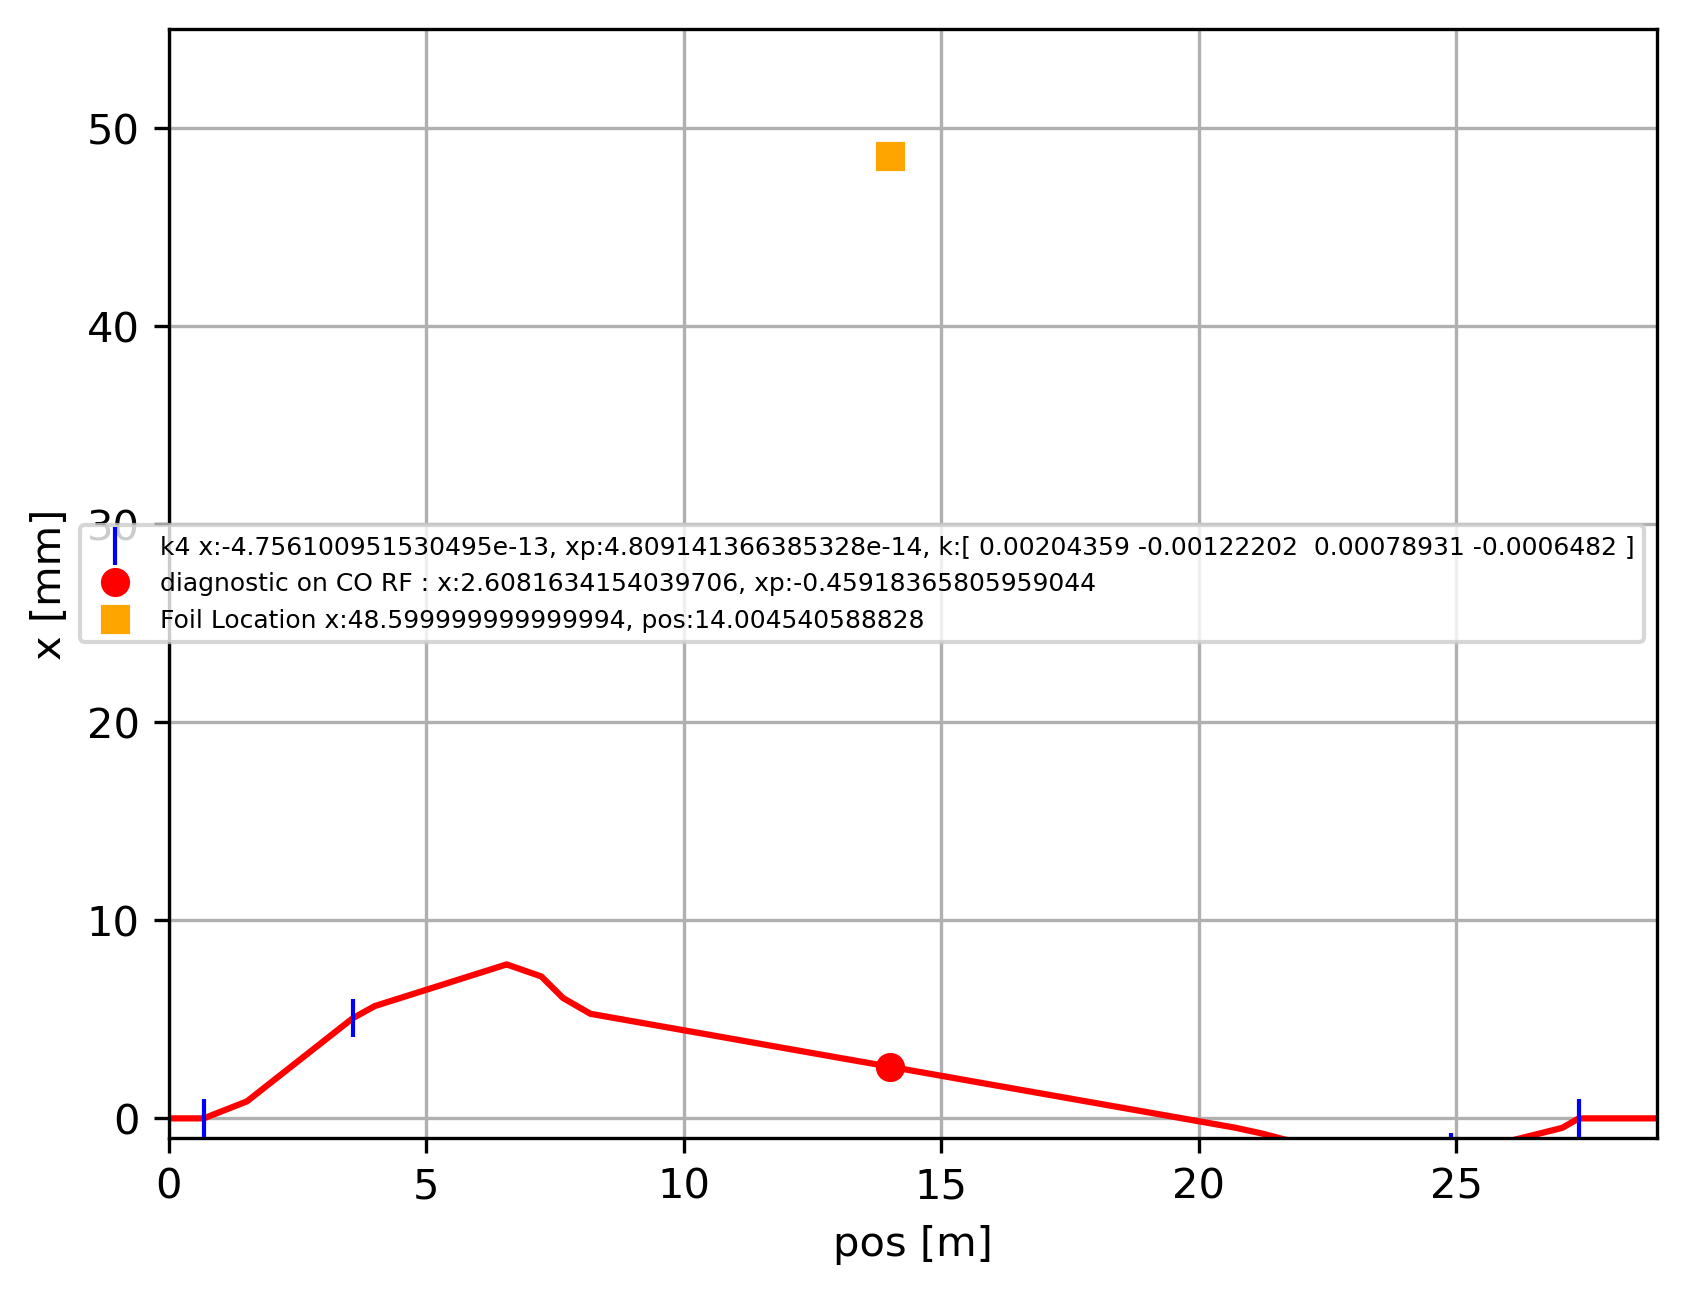 50
40
30
k4 x:-4.756100951530495e-13, xp:4.809141366385328e-14, k:[ 0.00204359 -0.00122202  0.00078931 -0.0006482 ]
diagnostic on CO RF : x:2.6081634154039706, xp:-0.45918365805959044
Foil Location x:48.599999999999994, pos:14.004540588828
x [mm]
20
10
0
0 5 10 15 20 25
pos [m]